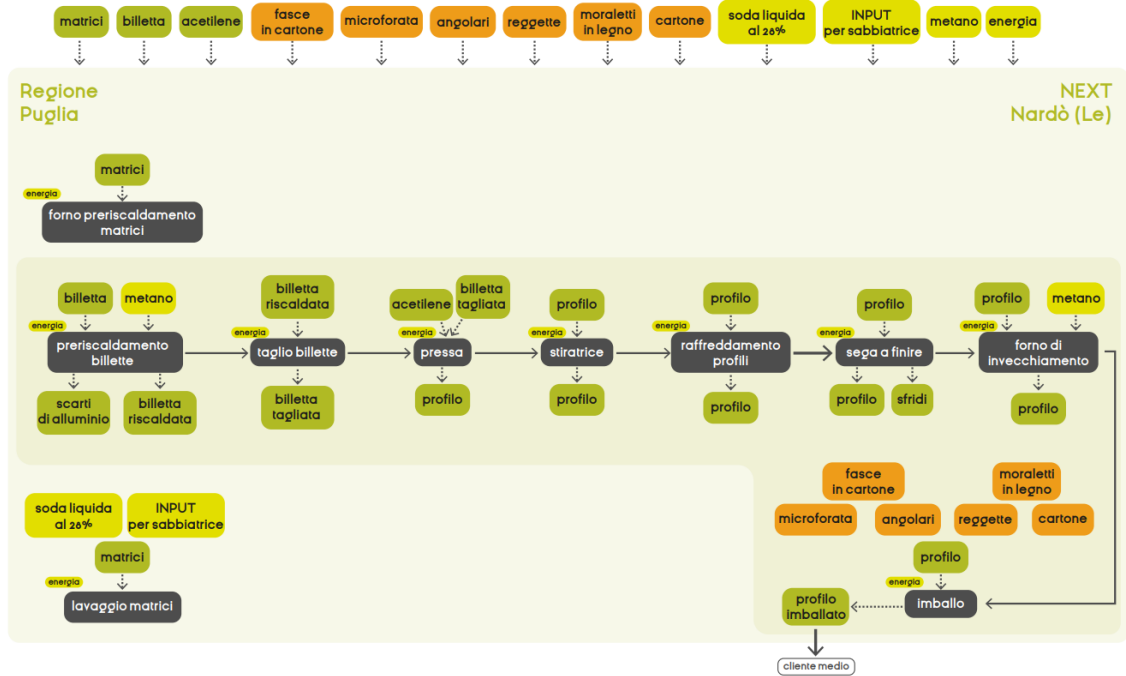 matrici
billetta
acetilene
fasce
in cartone
microforata
angolari
reggette
moraletti
in legno
cartone
soda liquida
al 28%
INPUT
per sabbiatrice
metano
energia
Regione
Puglia
NEXT
Nardò (Le)
matrici
energia
forno preriscaldamento
matrici
billetta
metano
energia
preriscaldamento
billette
scarti
di alluminio
billetta
riscaldata
billetta
riscaldata
energia
taglio billette
billetta
tagliata
acetilene
billetta
tagliata
energia
pressa
profilo
profilo
energia
stiratrice
profilo
profilo
energia
raffreddamento
profili
profilo
profilo
energia
sega a finire
profilo
sfridi
profilo
metano
energia
forno di
invecchiamento
profilo
soda liquida
al 28%
INPUT
per sabbiatrice
matrici
energia
lavaggio matrici
fasce
in cartone
moraletti
in legno
microforata
angolari
reggette
cartone
profilo
energia
imballo
profilo
imballato
cliente medio